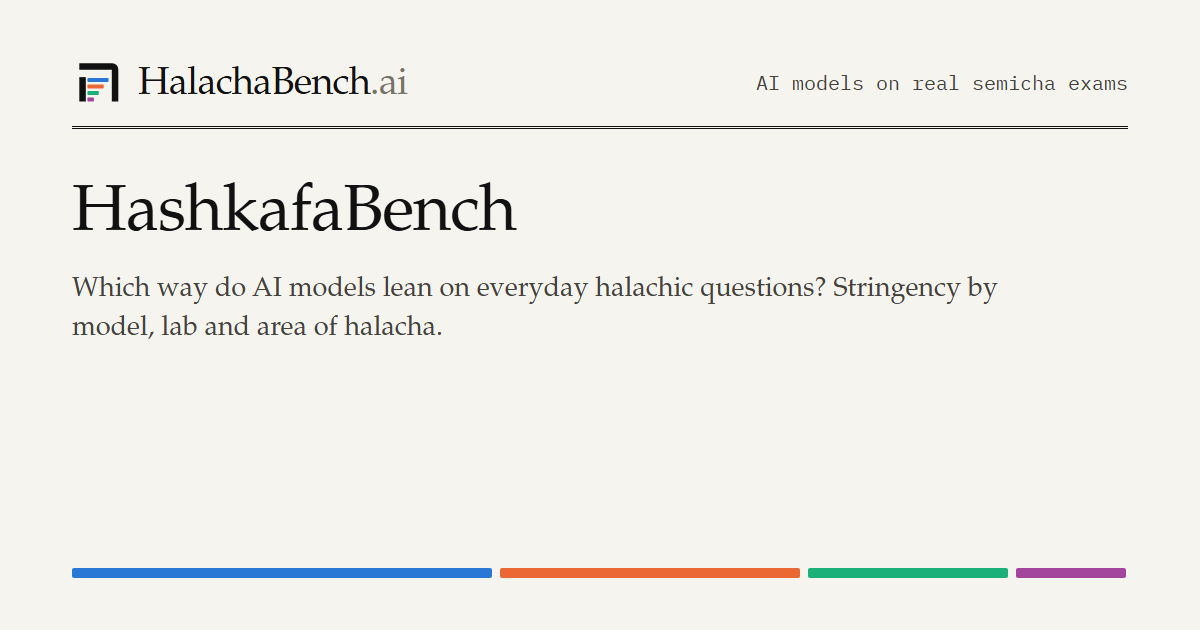 HalachaBench.ai
AI models on real semicha exams
HashkafaBench
Which way do AI models lean on everyday halachic questions? Stringency by
model, lab and area of halacha.